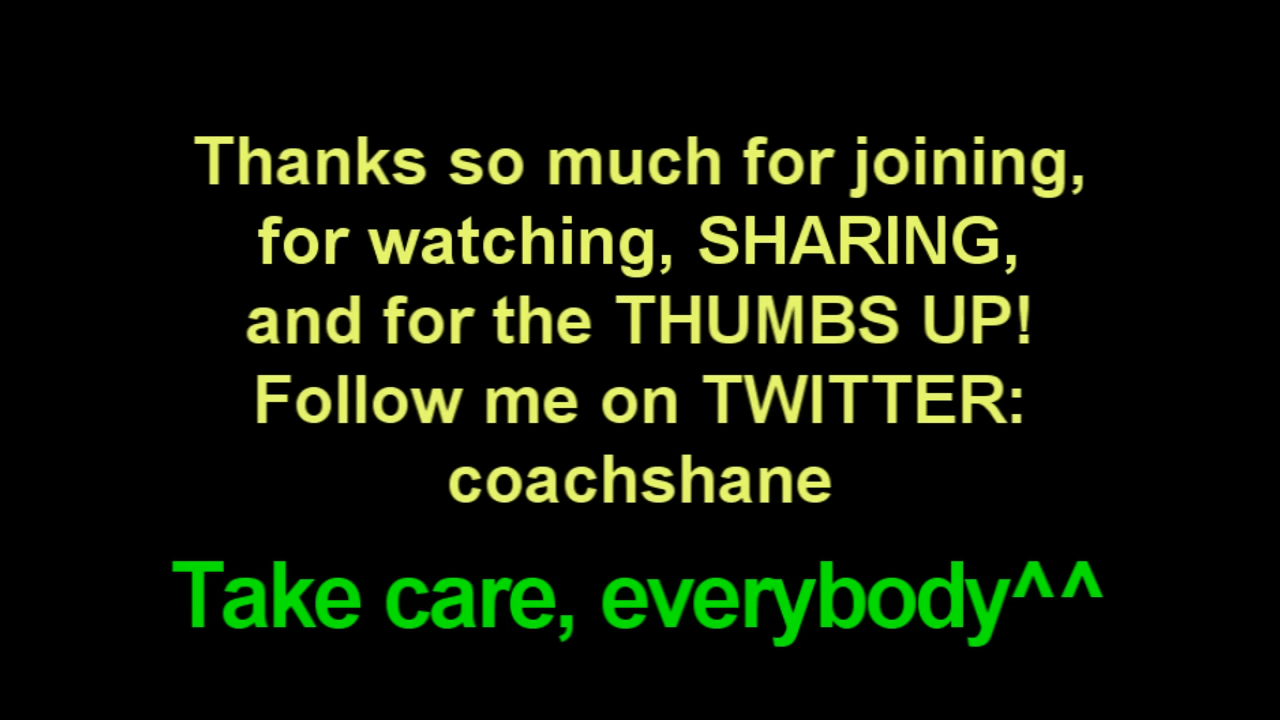 Thanks so much for joining,
for watching, SHARING,
and for the THUMBS UP!
Follow me on TWITTER:
coachshane
Take care, everybody^^